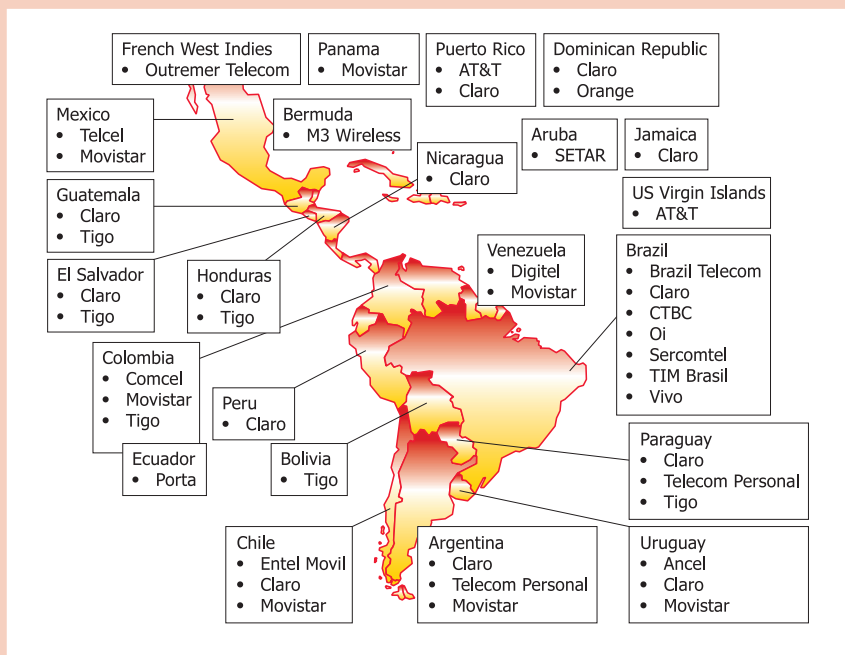 French West Indies
• Outremer Telecom
Panama
• Movistar
Puerto Rico
• AT&T
• Claro
Dominican Republic
• Claro
• Orange
Mexico
• Telcel
• Movistar
Bermuda
• M3 Wireless
Nicaragua
• Claro
Aruba
• SETAR
Jamaica
• Claro
Guatemala
• Claro
• Tigo
US Virgin Islands
• AT&T
El Salvador
• Claro
• Tigo
Honduras
• Claro
• Tigo
Venezuela
• Digitel
• Movistar
Brazil
• Brazil Telecom
• Claro
• CTBC
• Oi
• Sercomtel
• TIM Brasil
• Vivo
Colombia
• Comcel
• Movistar
• Tigo
Peru
• Claro
Ecuador
• Porta
Bolivia
• Tigo
Paraguay
• Claro
• Telecom Personal
• Tigo
Chile
• Entel Movil
• Claro
• Movistar
Argentina
• Claro
• Telecom Personal
• Movistar
Uruguay
• Ancel
• Claro
• Movistar